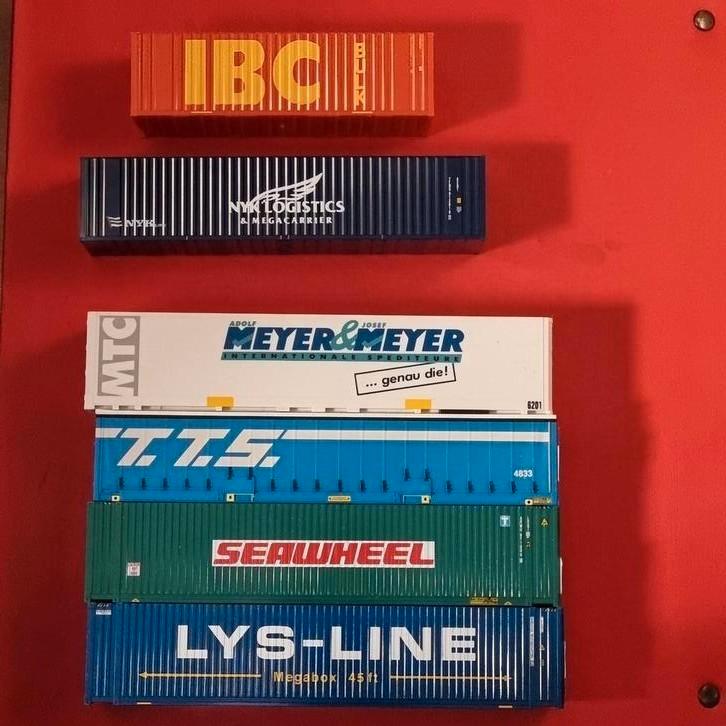 IBC
BULK
NYK LOGISTICS
& MEGACARRIER
NYK
MTC
ADOLF JOSEF
MEYER&MEYER
INTERNATIONALE SPEDITEURE
... genau die!
6201
T.T.S.
4833
SEAWHEEL
LYS-LINE
Megabox 45ft